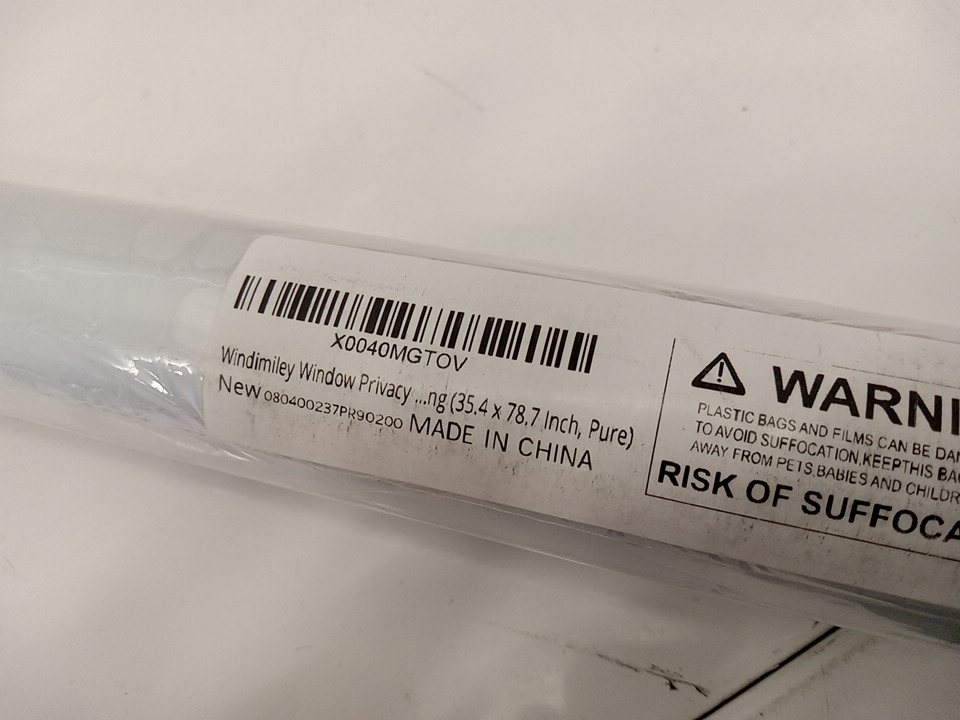 X0040MGTOV
Windimiley Window Privacy ...ng (35.4 x 78.7 Inch, Pure)
New 080400237PR90200 MADE IN CHINA
WARNI
PLASTIC BAGS AND FILMS CAN BE DAN
TO AVOID SUFFOCATION,KEEPTHIS BA
AWAY FROM PETS,BABIES AND CHILDR
RISK OF SUFFOCA